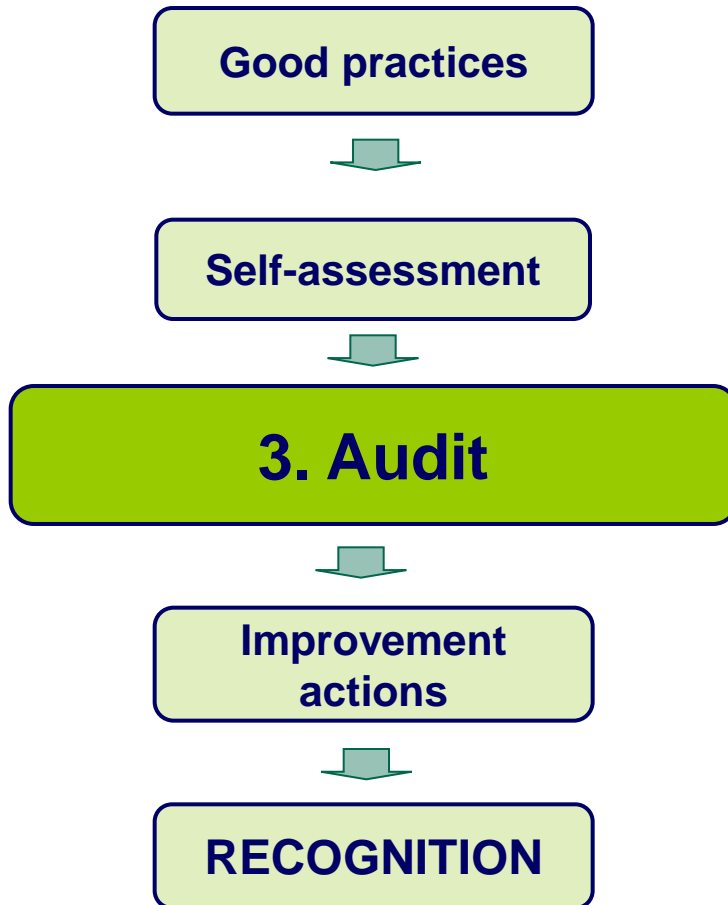 Good practices
Self-assessment
3. Audit
Improvement
actions
RECOGNITION